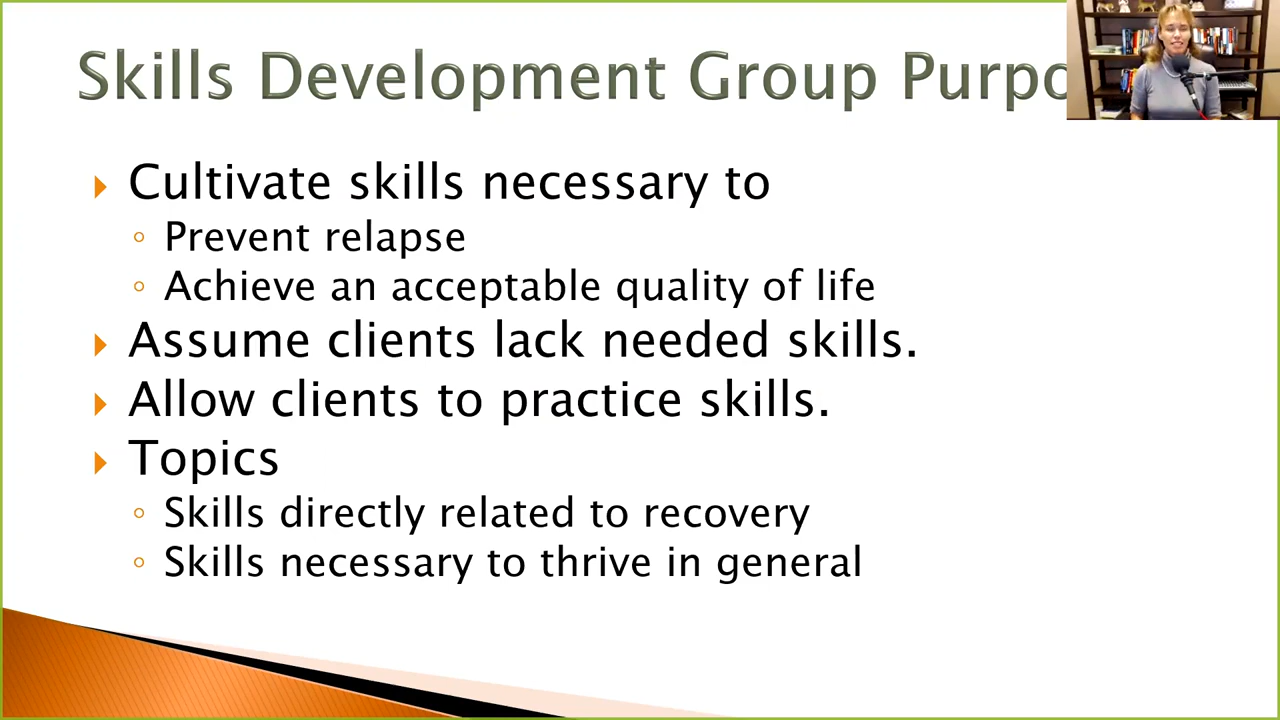 Skills Development Group Purpo
Cultivate skills necessary to
Prevent relapse
Achieve an acceptable quality of life
Assume clients lack needed skills.
Allow clients to practice skills.
Topics
Skills directly related to recovery
Skills necessary to thrive in general